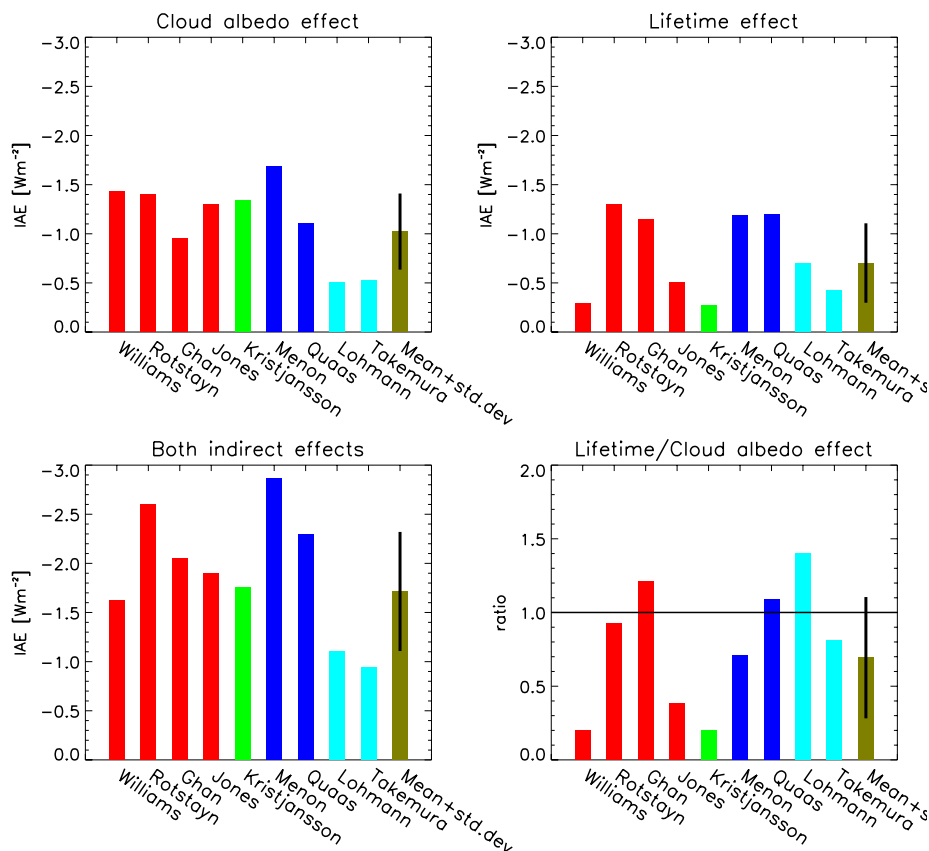 Cloud albedo effect
-3.0
-2.5
-2.0
-1.5
-1.0
-0.5
0.0
IAE [Wm⁻²]
Williams
Rotstayn
Ghan
Jones
Kristjansson
Menon
Quaas
Lohmann
Takemura
Mean+std.dev
Lifetime effect
-3.0
-2.5
-2.0
-1.5
-1.0
-0.5
0.0
IAE [Wm⁻²]
Williams
Rotstayn
Ghan
Jones
Kristjansson
Menon
Quaas
Lohmann
Takemura
Mean+s
Both indirect effects
-3.0
-2.5
-2.0
-1.5
-1.0
-0.5
0.0
IAE [Wm⁻²]
Williams
Rotstayn
Ghan
Jones
Kristjansson
Menon
Quaas
Lohmann
Takemura
Mean+std.dev
Lifetime/Cloud albedo effect
2.0
1.5
1.0
0.5
0.0
ratio
Williams
Rotstayn
Ghan
Jones
Kristjansson
Menon
Quaas
Lohmann
Takemura
Mean+s